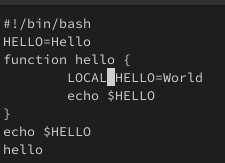 #!/bin/bash
HELLO=Hello
function hello {
        LOCAL HELLO=World
        echo $HELLO
}
echo $HELLO
hello